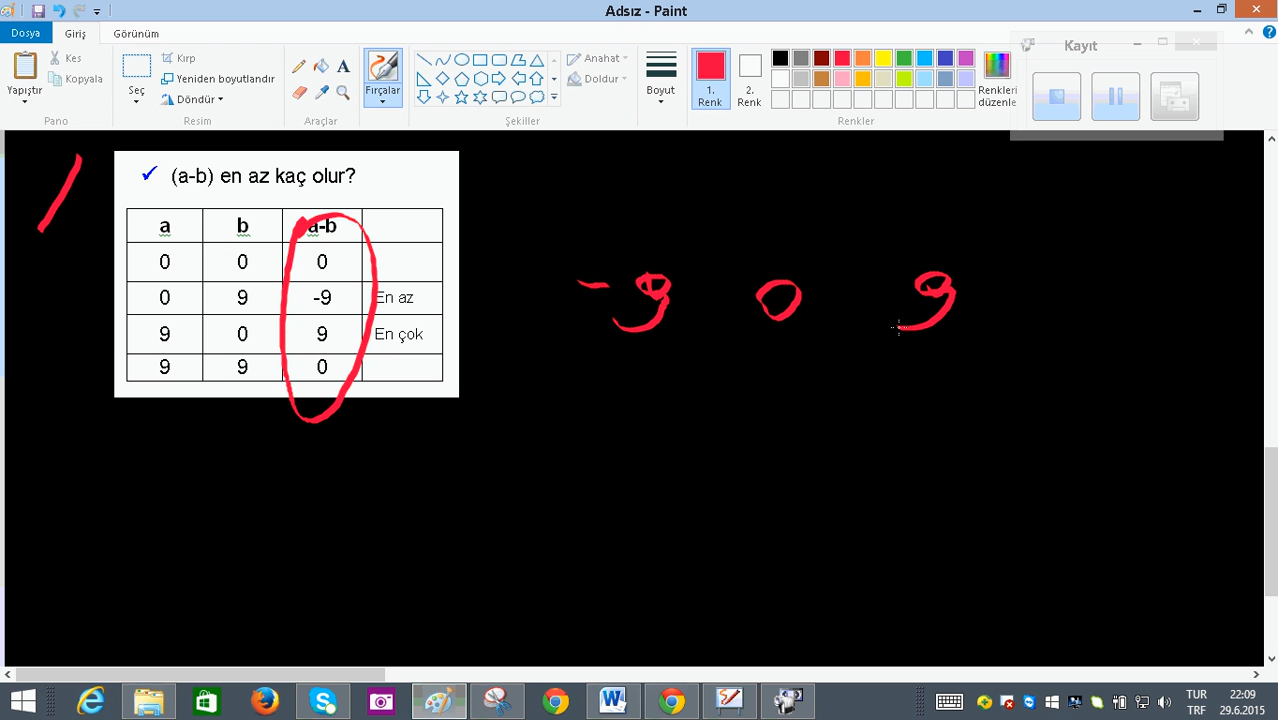 Adsız - Paint
Dosya Giriş Görünüm
Yapıştır
Kes
Kopyala
Pano
Seç
Kırp
Yeniden boyutlandır
Döndür
Resim
A
Araçlar
Fırçalar
Anahat
Doldur
Şekiller
Boyut
1. Renk
2. Renk
Renkleri düzenle
Renkler
Kayıt
(a-b) en az kaç olur?
a b a-b
0 0 0
0 9 -9 En az
9 0 9 En çok
9 9 0
-9 0 9
TUR 22:09
TRF 29.6.2015